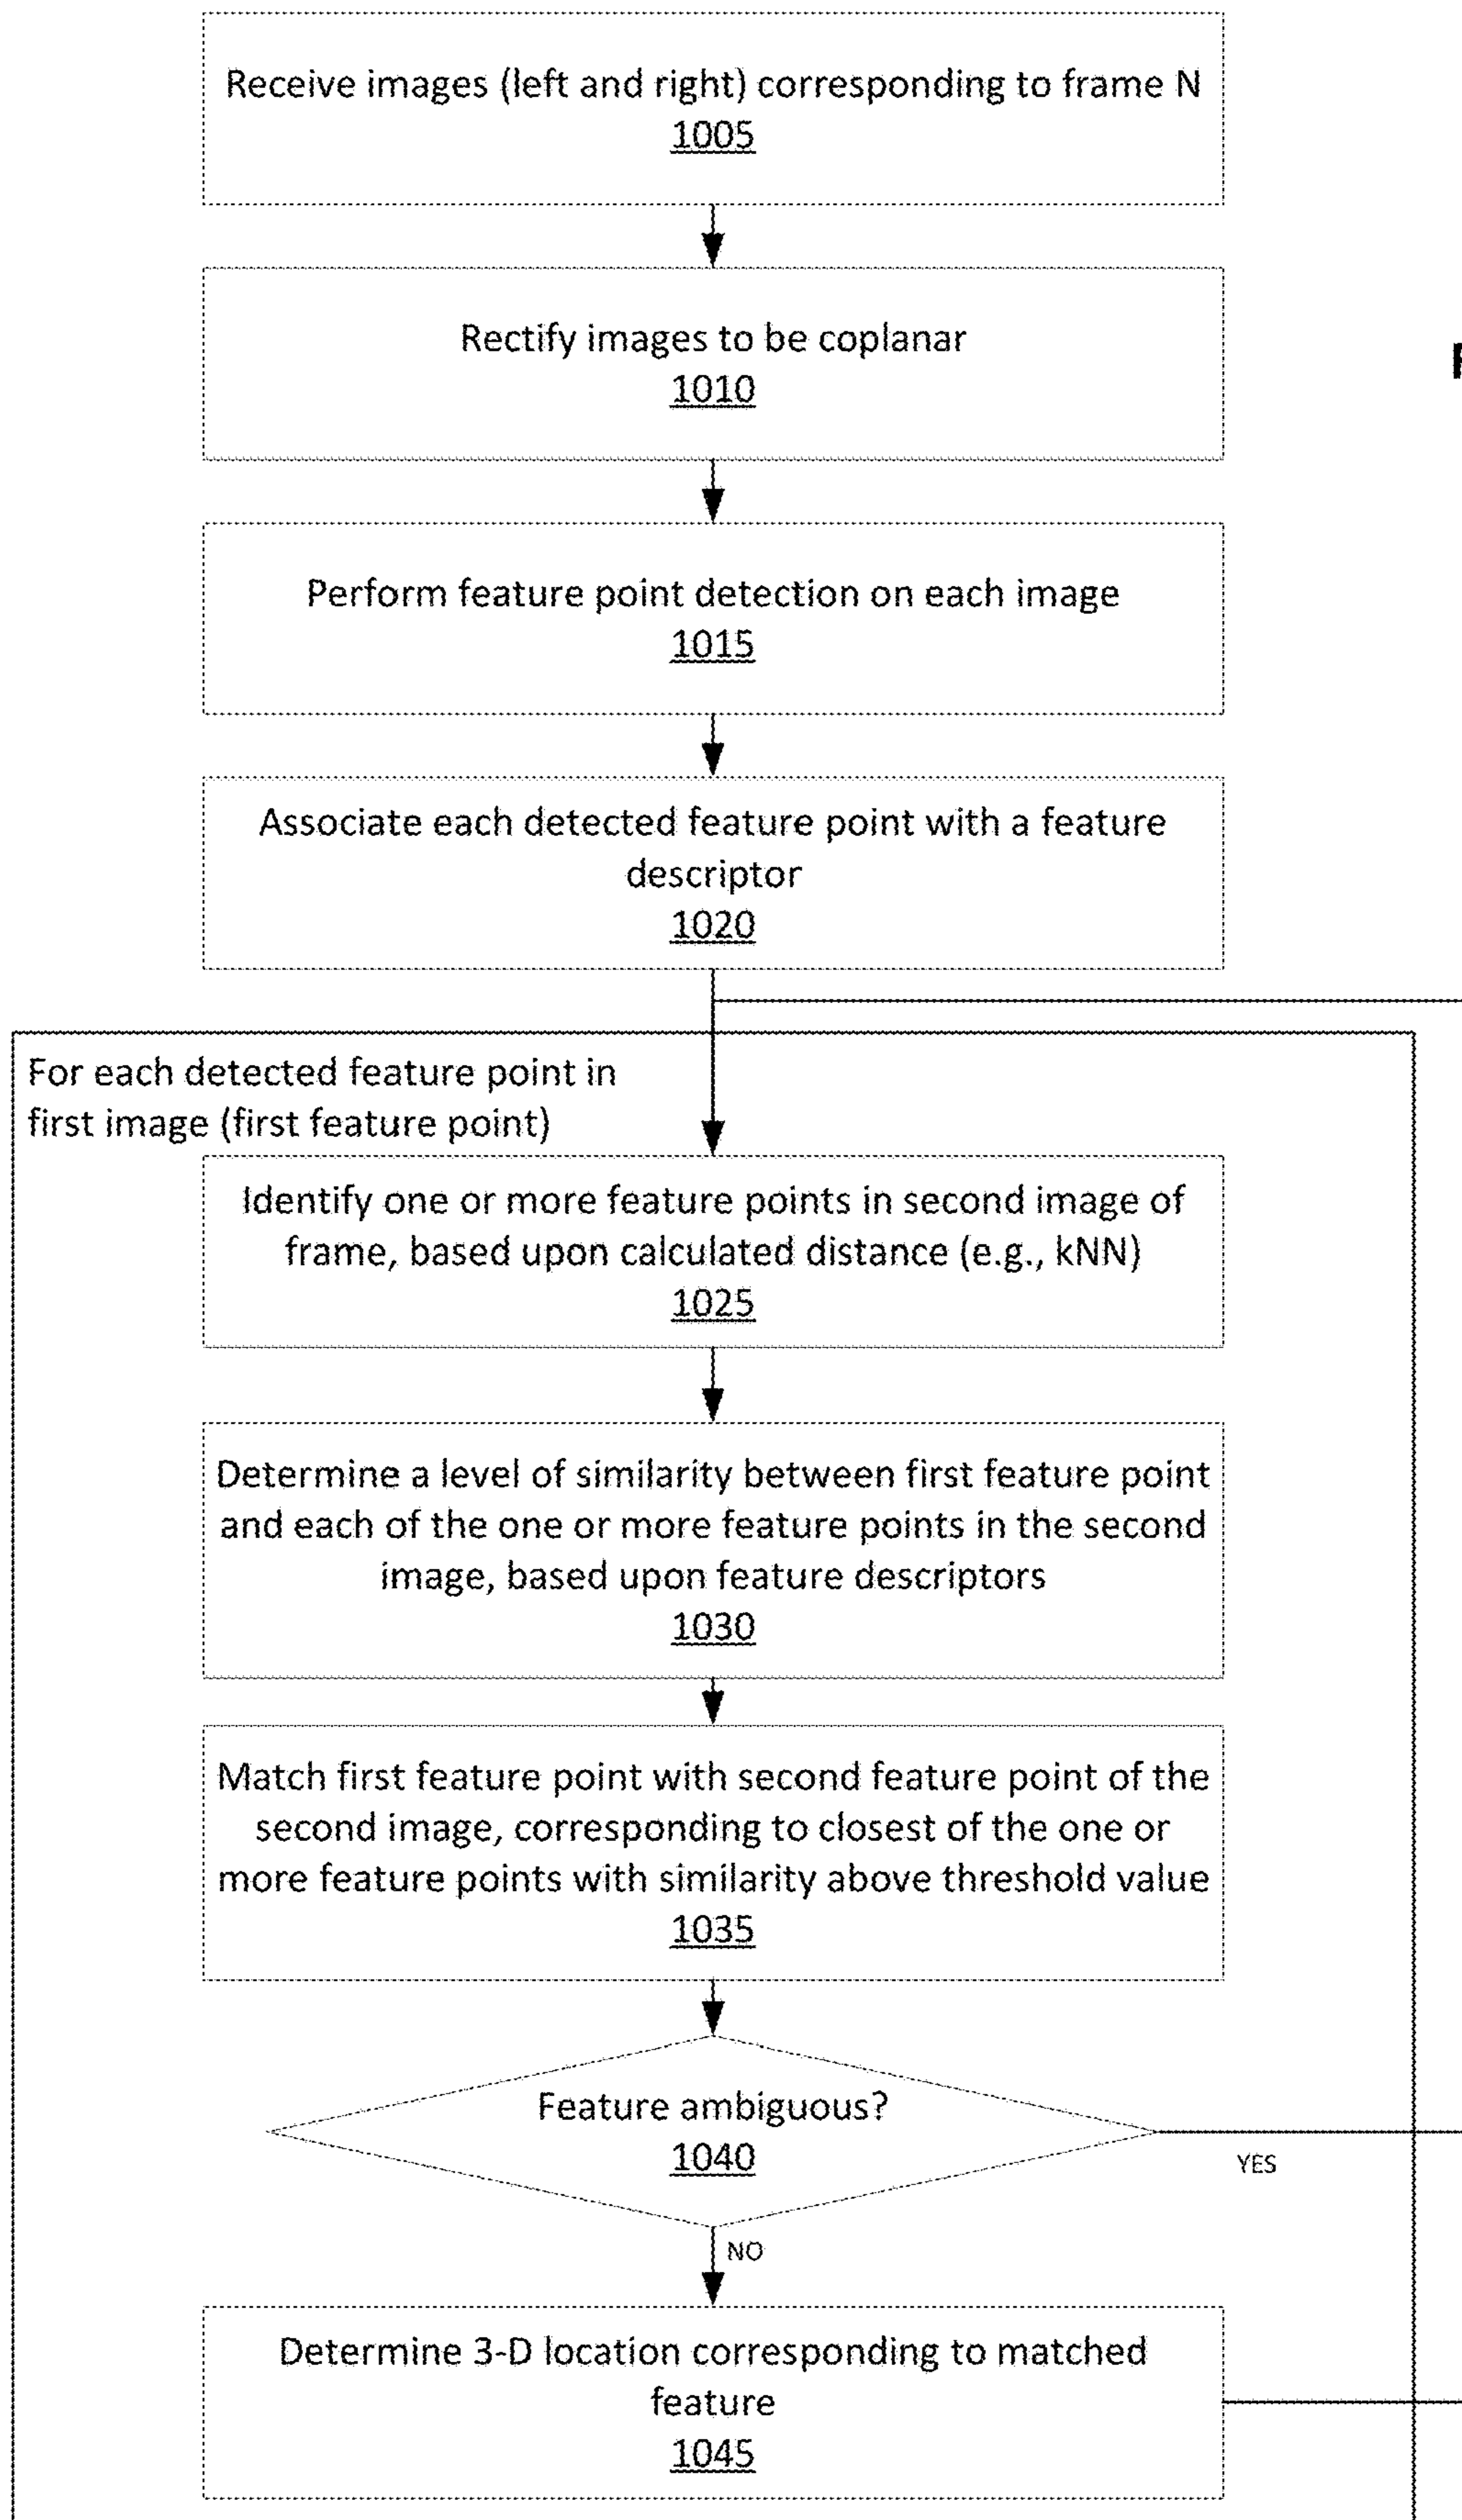 Receive images (left and right) corresponding to frame N
1005
Rectify images to be coplanar
1010
Perform feature point detection on each image
1015
Associate each detected feature point with a feature
descriptor
1020
For each detected feature point in
first image (first feature point)
Identify one or more feature points in second image of
frame, based upon calculated distance (e.g., kNN)
1025
Determine a level of similarity between first feature point
and each of the one or more feature points in the second
image, based upon feature descriptors
1030
Match first feature point with second feature point of the
second image, corresponding to closest of the one or
more feature points with similarity above threshold value
1035
Feature ambiguous?
1040
YES
NO
Determine 3-D location corresponding to matched
feature
1045